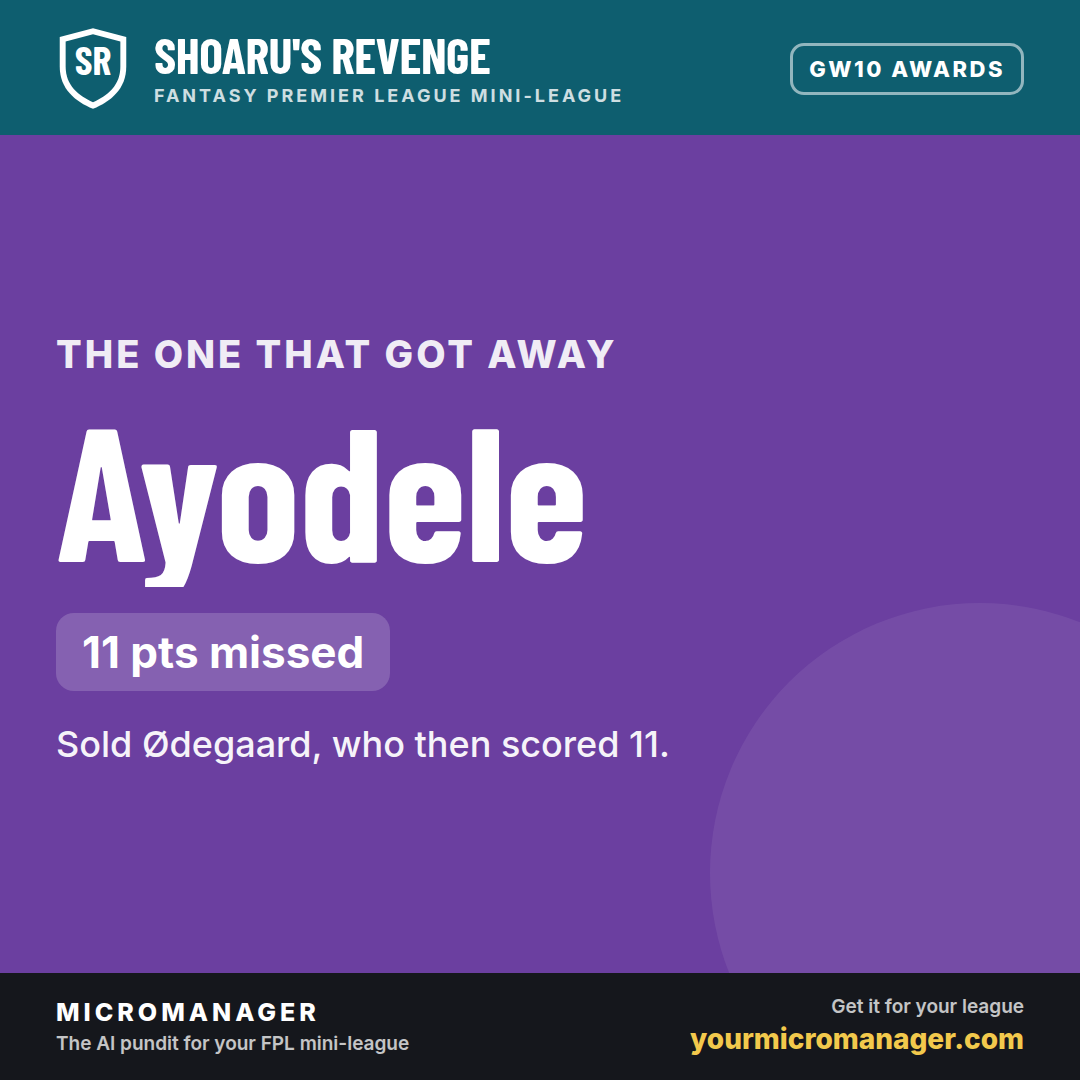 SR
SHOARU'S REVENGE
FANTASY PREMIER LEAGUE MINI-LEAGUE
GW10 AWARDS
THE ONE THAT GOT AWAY
Ayodele
11 pts missed
Sold Ødegaard, who then scored 11.
MICROMANAGER
The AI pundit for your FPL mini-league
Get it for your league
yourmicromanager.com